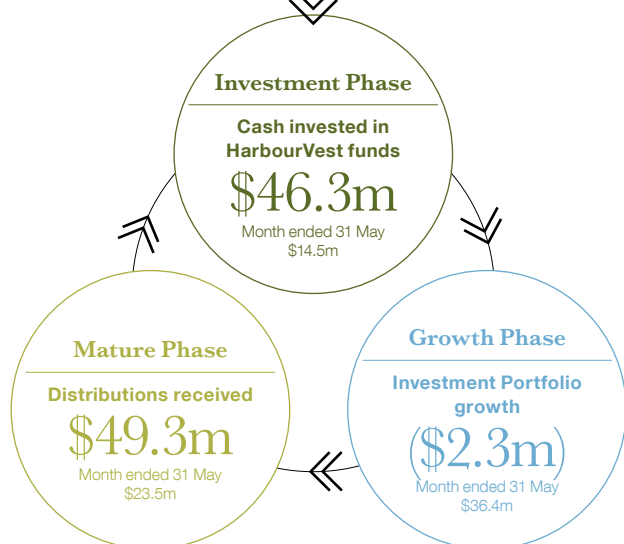 Investment Phase
Cash invested in
HarbourVest funds
$46.3m
Month ended 31 May
$14.5m
Mature Phase
Distributions received
$49.3m
Month ended 31 May
$23.5m
Growth Phase
Investment Portfolio
growth
($2.3m)
Month ended 31 May
$36.4m